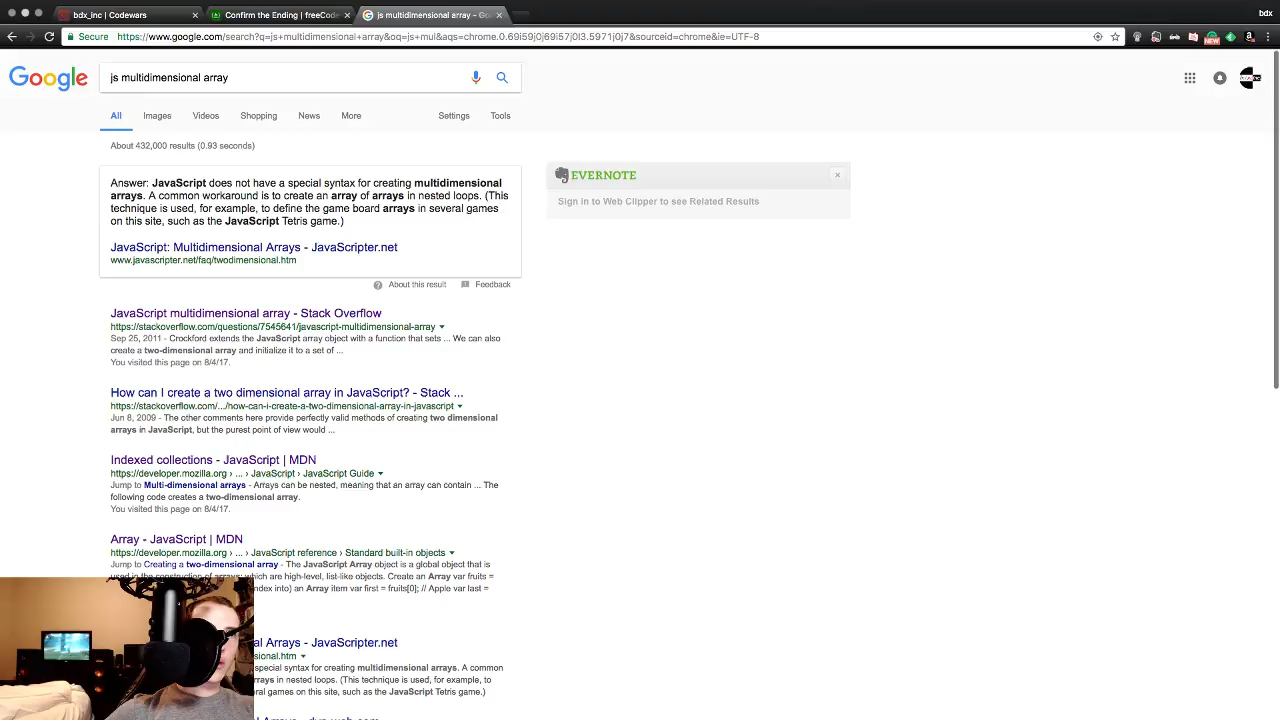 bdx_inc | Codewars
Confirm the Ending | freeCode
js multidimensional array - Go
bdx
Secure https://www.google.com/search?q=js+multidimensional+array&oq=js+mul&aqs=chrome.0.69i59j69i57j0l3.5971j0j7&sourceid=chrome&ie=UTF-8
NEW
Google
js multidimensional array
All Images Videos Shopping News More Settings Tools
About 432,000 results (0.93 seconds)
Answer: JavaScript does not have a special syntax for creating multidimensional
arrays. A common workaround is to create an array of arrays in nested loops. (This
technique is used, for example, to define the game board arrays in several games
on this site, such as the JavaScript Tetris game.)
JavaScript: Multidimensional Arrays - JavaScripter.net
www.javascripter.net/faq/twodimensional.htm
About this result Feedback
EVERNOTE
Sign in to Web Clipper to see Related Results
JavaScript multidimensional array - Stack Overflow
https://stackoverflow.com/questions/7545641/javascript-multidimensional-array
Sep 25, 2011 - Crockford extends the JavaScript array object with a function that sets ... We can also
create a two-dimensional array and initialize it to a set of ...
You visited this page on 8/4/17.
How can I create a two dimensional array in JavaScript? - Stack ...
https://stackoverflow.com/.../how-can-i-create-a-two-dimensional-array-in-javascript
Jun 8, 2009 - The other comments here provide perfectly valid methods of creating two dimensional
arrays in JavaScript, but the purest point of view would ...
Indexed collections - JavaScript | MDN
https://developer.mozilla.org › ... › JavaScript › JavaScript Guide
Jump to Multi-dimensional arrays - Arrays can be nested, meaning that an array can contain ... The
following code creates a two-dimensional array.
You visited this page on 8/4/17.
Array - JavaScript | MDN
https://developer.mozilla.org › ... › JavaScript reference › Standard built-in objects
Jump to Creating a two-dimensional array - The JavaScript Array object is a global object that is
used in the construction of arrays; which are high-level, list-like objects. Create an Array var fruits =
index into) an Array item var first = fruits[0]; // Apple var last =
al Arrays - JavaScripter.net
sional.htm
special syntax for creating multidimensional arrays. A common
arrays in nested loops. (This technique is used, for example, to
ral games on this site, such as the JavaScript Tetris game.)